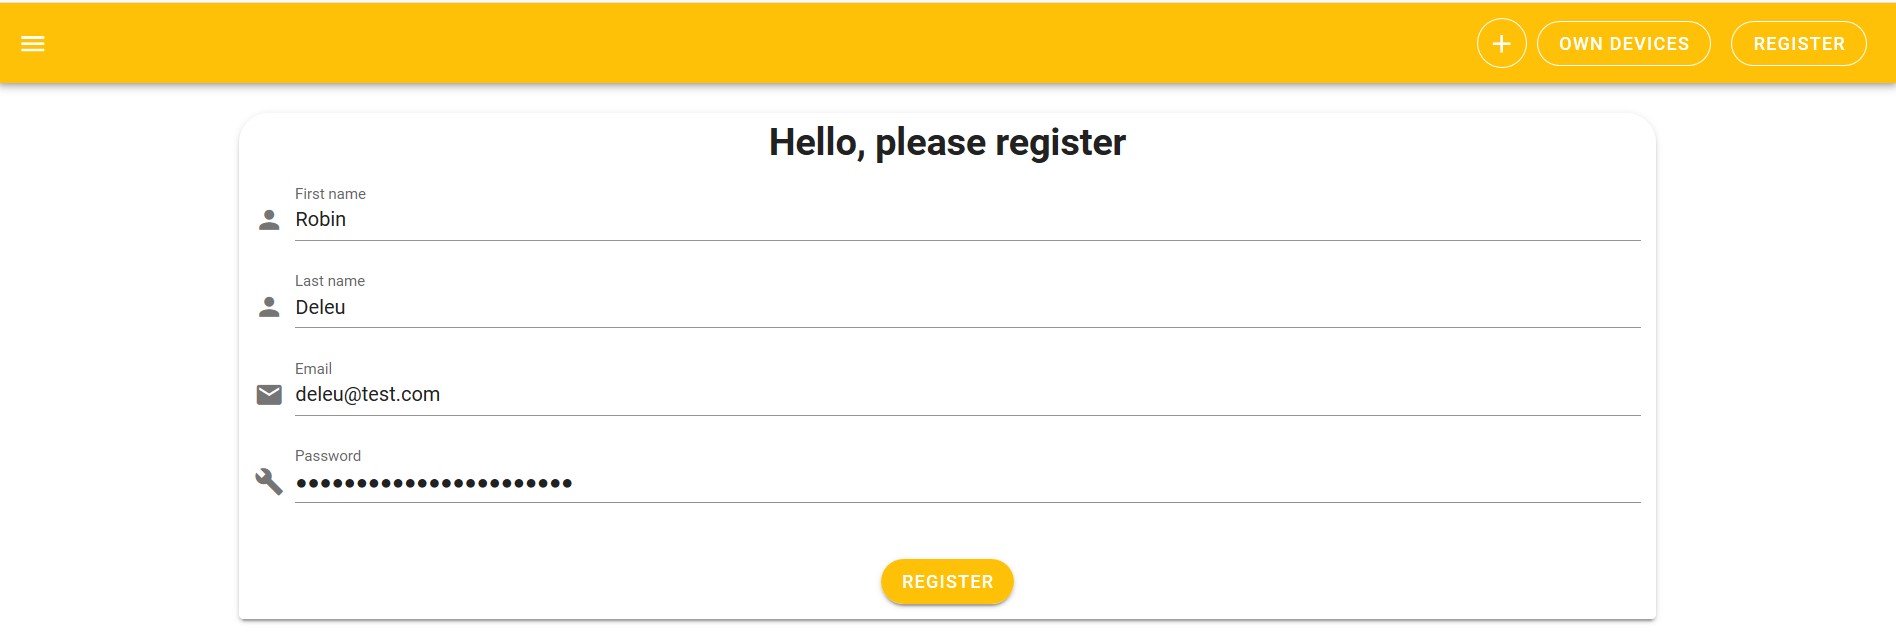 OWN DEVICES REGISTER
Hello, please register
First name
Robin
Last name
Deleu
Email
deleu@test.com
Password
•••••••••••••••••••••••
REGISTER